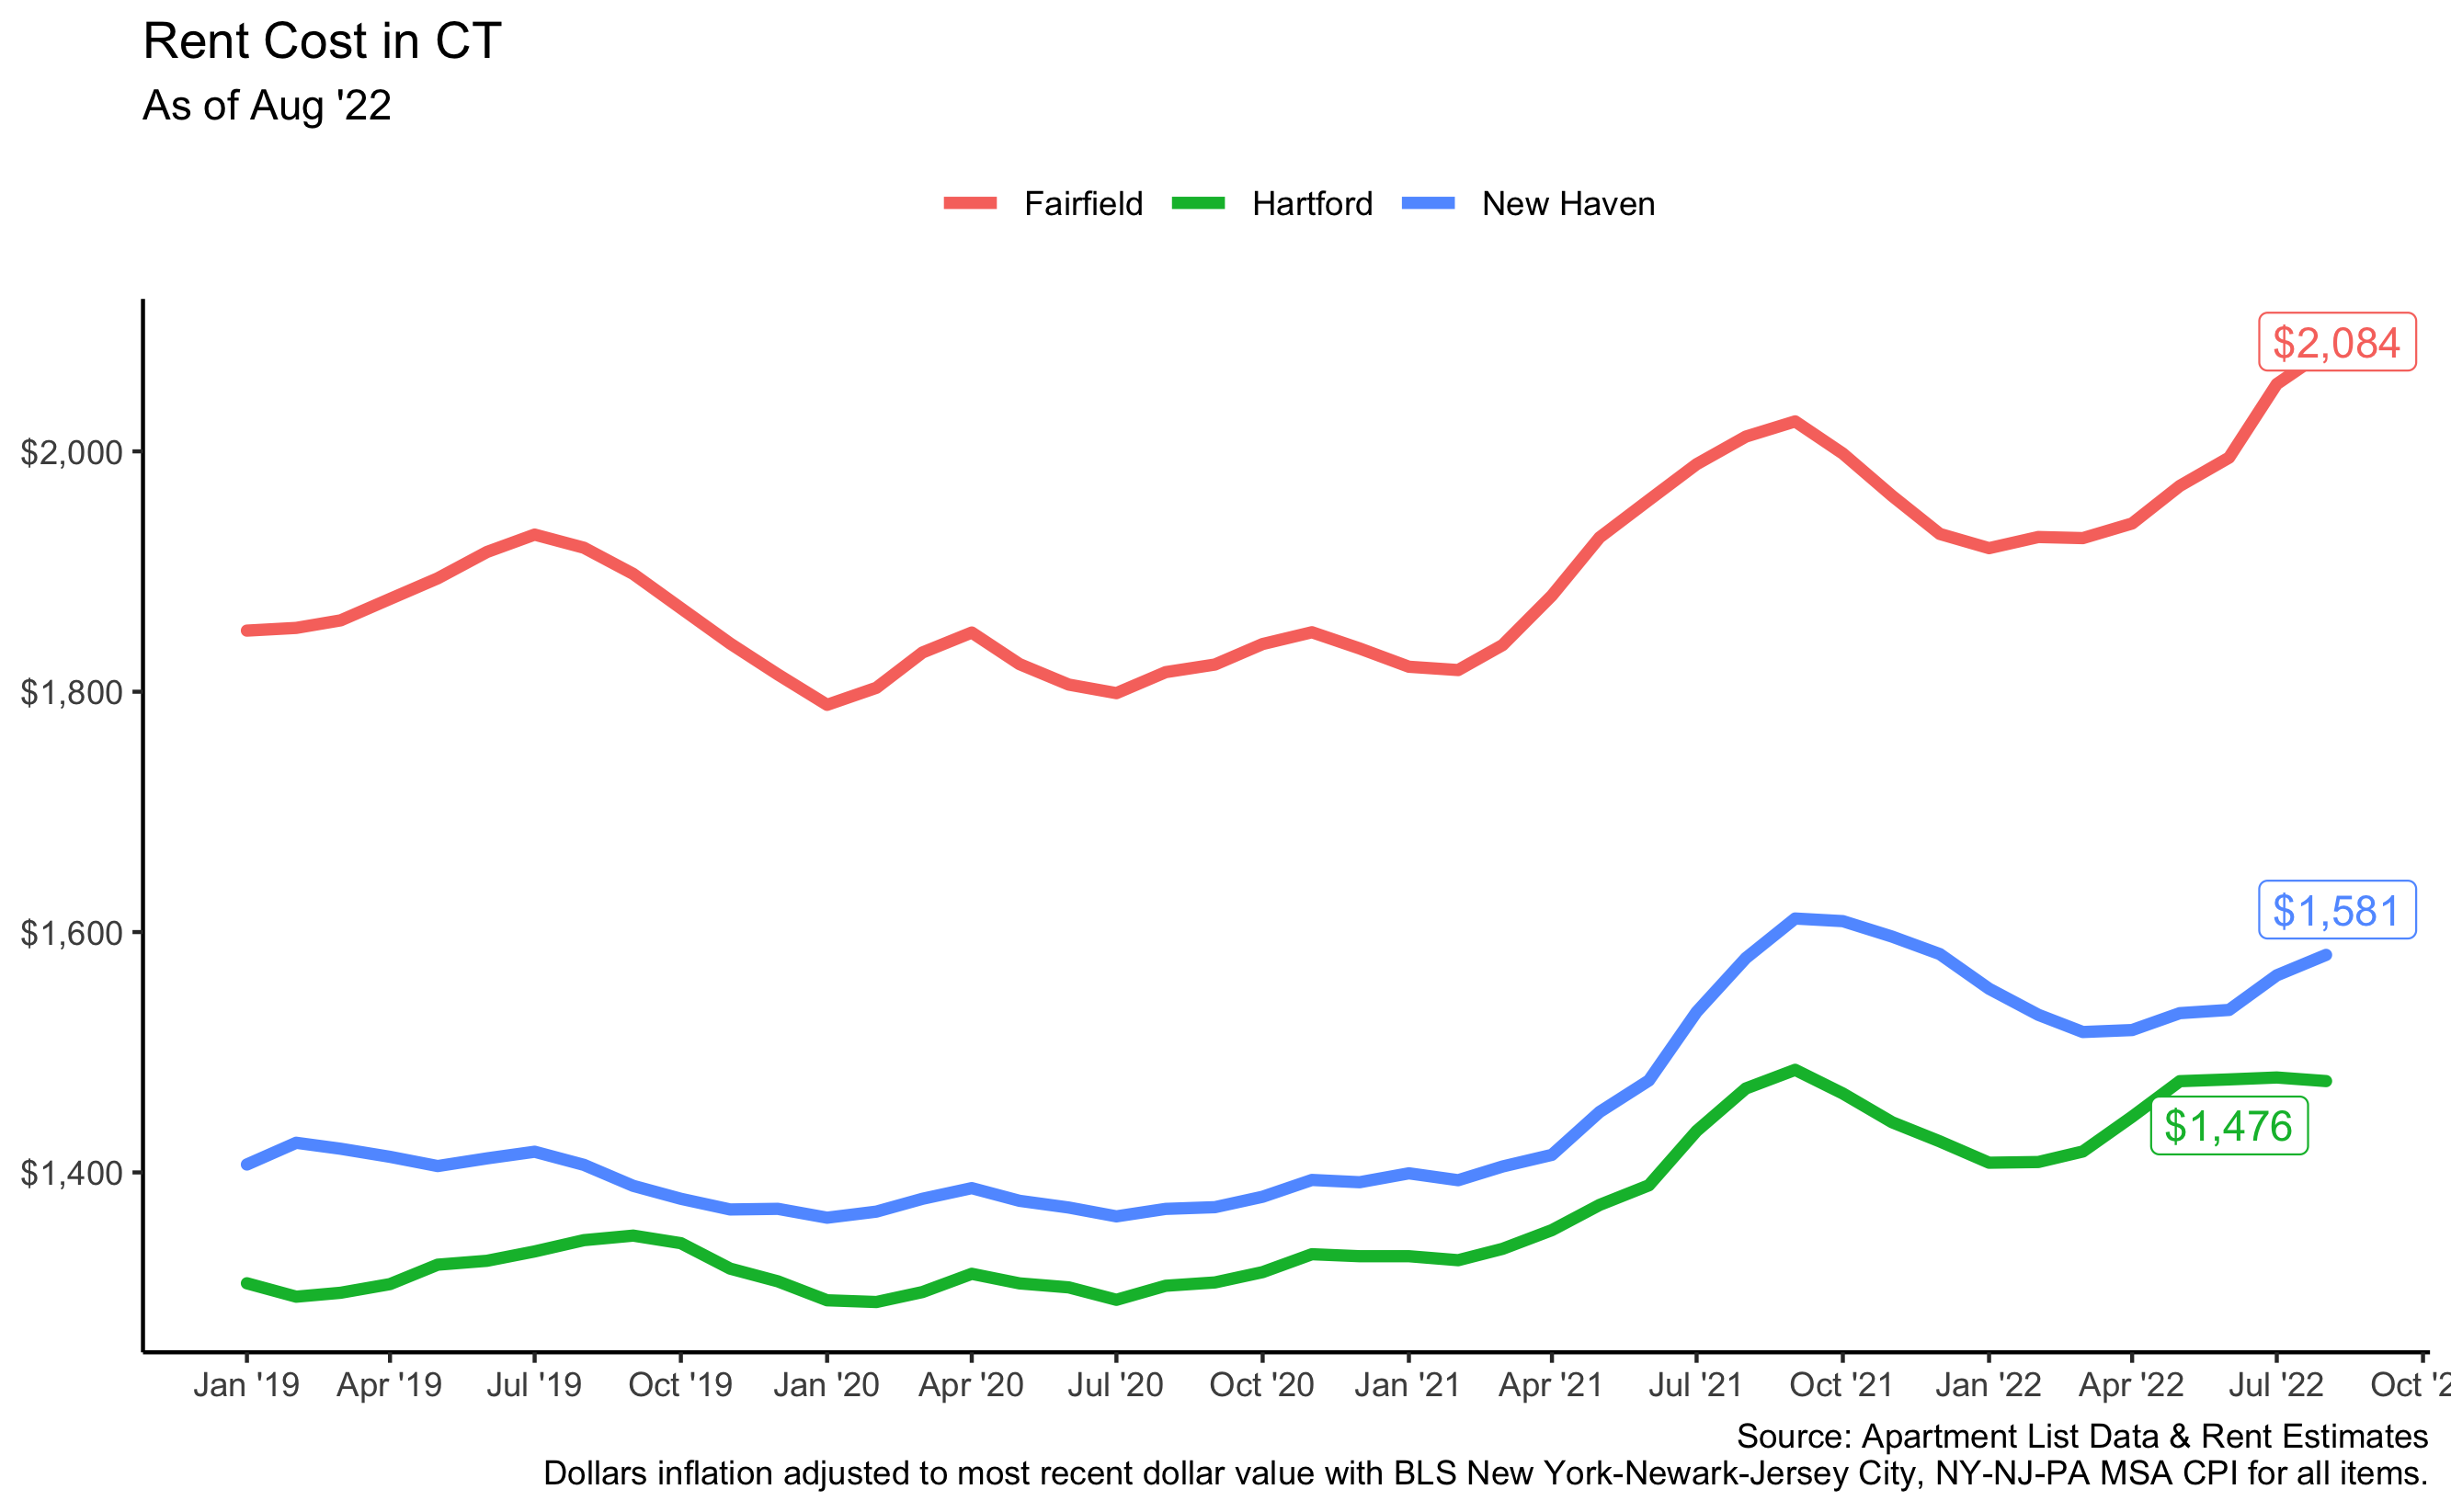 Rent Cost in CT
As of Aug '22
Fairfield Hartford New Haven
$2,084
$2,000
$1,800
$1,581
$1,600
$1,476
$1,400
Jan '19 Apr '19 Jul '19 Oct '19 Jan '20 Apr '20 Jul '20 Oct '20 Jan '21 Apr '21 Jul '21 Oct '21 Jan '22 Apr '22 Jul '22 Oct '2
Source: Apartment List Data & Rent Estimates
Dollars inflation adjusted to most recent dollar value with BLS New York-Newark-Jersey City, NY-NJ-PA MSA CPI for all items.